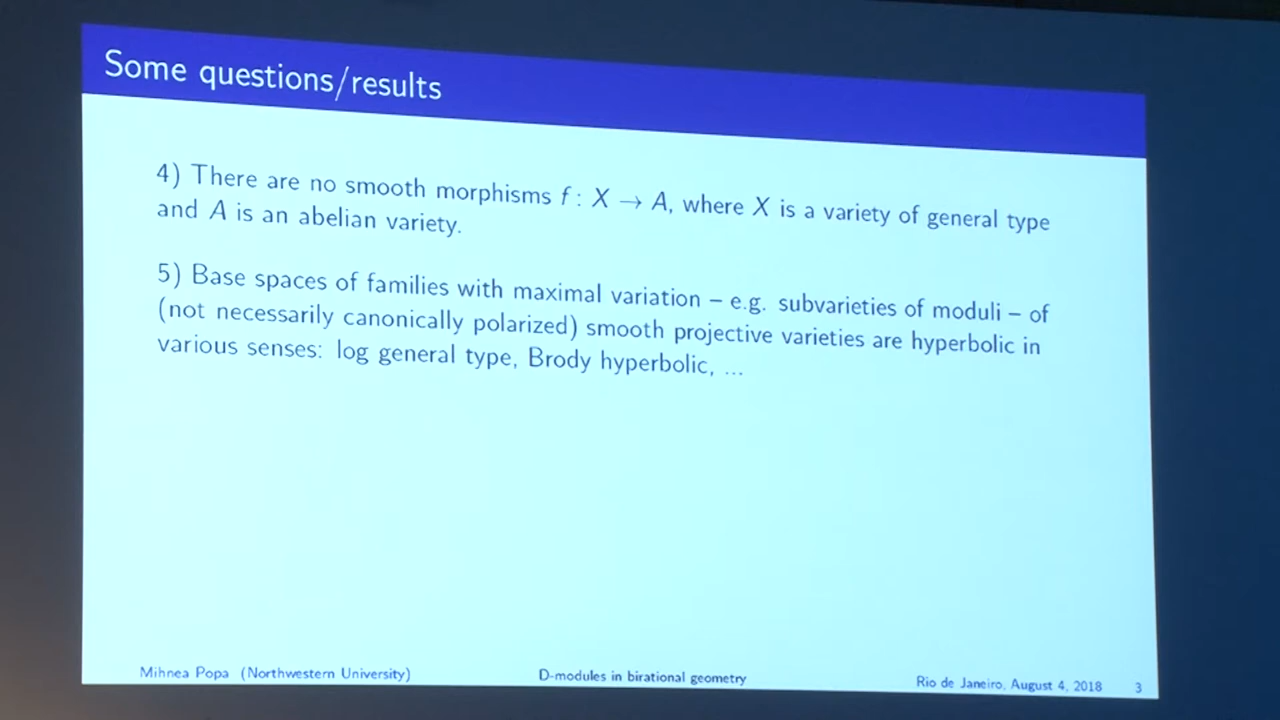 Some questions/results
4) There are no smooth morphisms f : X → A, where X is a variety of general type
and A is an abelian variety.
5) Base spaces of families with maximal variation – e.g. subvarieties of moduli – of
(not necessarily canonically polarized) smooth projective varieties are hyperbolic in
various senses: log general type, Brody hyperbolic, ...
Mihnea Popa (Northwestern University) D-modules in birational geometry Rio de Janeiro, August 4, 2018 3